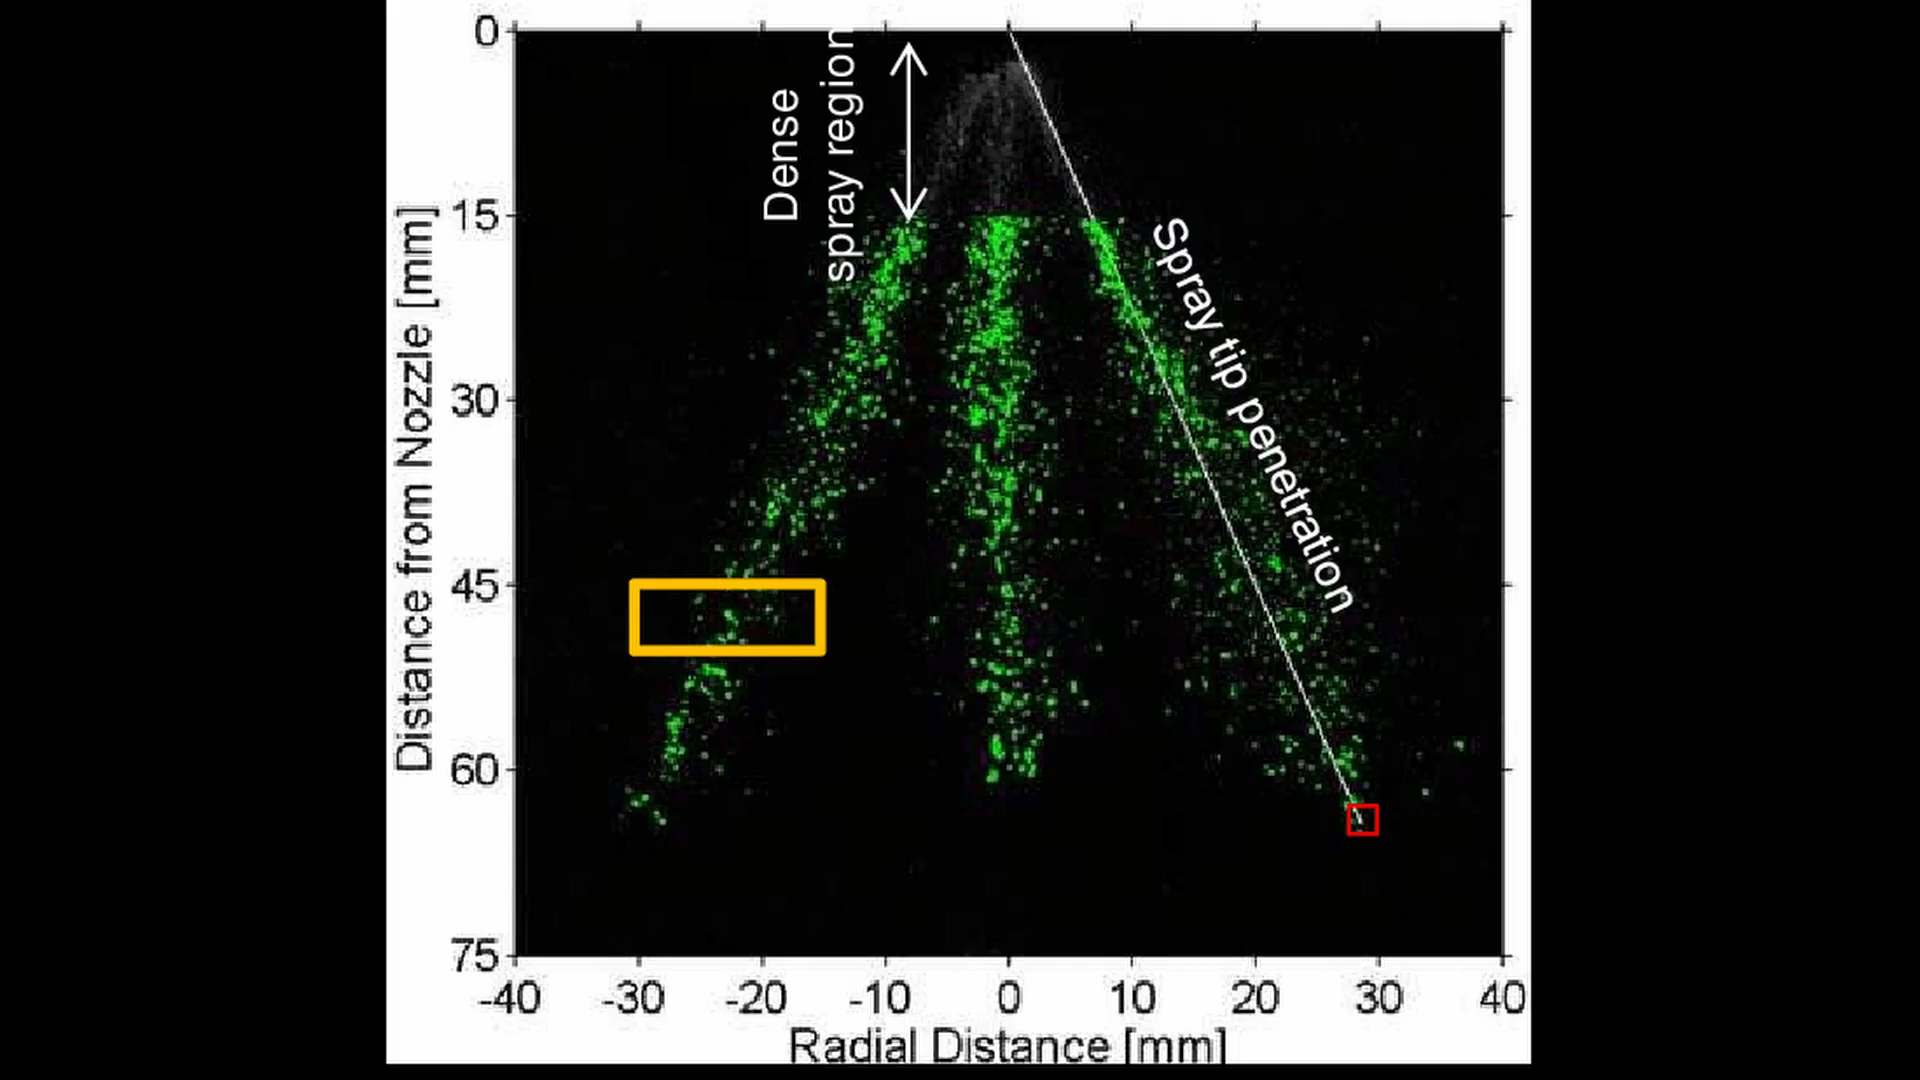 0
15
30
45
60
75
Distance from Nozzle [mm]
Dense
spray region
Spray tip penetration
-40 -30 -20 -10 0 10 20 30 40
Radial Distance [mm]